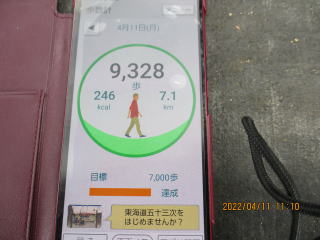 歩数計
4月11日(月)
9,328
歩
246
kcal
7.1
km
目標 7,000歩
達成
東海道五十三次を
はじめませんか?
2022/04/11 11:10